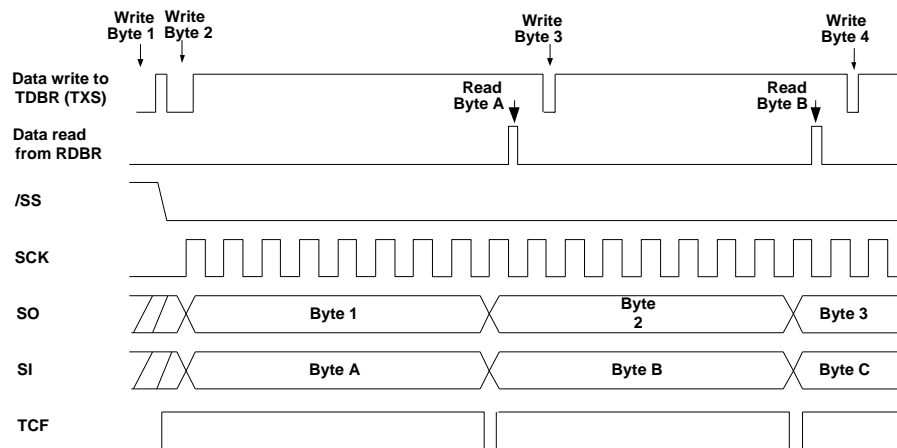 Write
Byte 1
Write
Byte 2
Write
Byte 3
Write
Byte 4
Data write to
TDBR (TXS)
Read
Byte A
Read
Byte B
Data read
from RDBR
/SS
SCK
SO
Byte 1
Byte
2
Byte 3
SI
Byte A
Byte B
Byte C
TCF